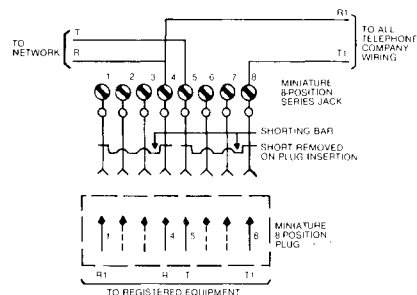 R1
TO ALL
TELEPHONE
COMPANY
WIRING
T1
T
TO
NETWORK
R
1 2 3 4 5 6 7 8
MINIATURE
8-POSITION
SERIES JACK
SHORTING BAR
SHORT REMOVED
ON PLUG INSERTION
1 4 5 8
MINIATURE
8 POSITION
PLUG
R1 R T T1
TO REGISTERED EQUIPMENT